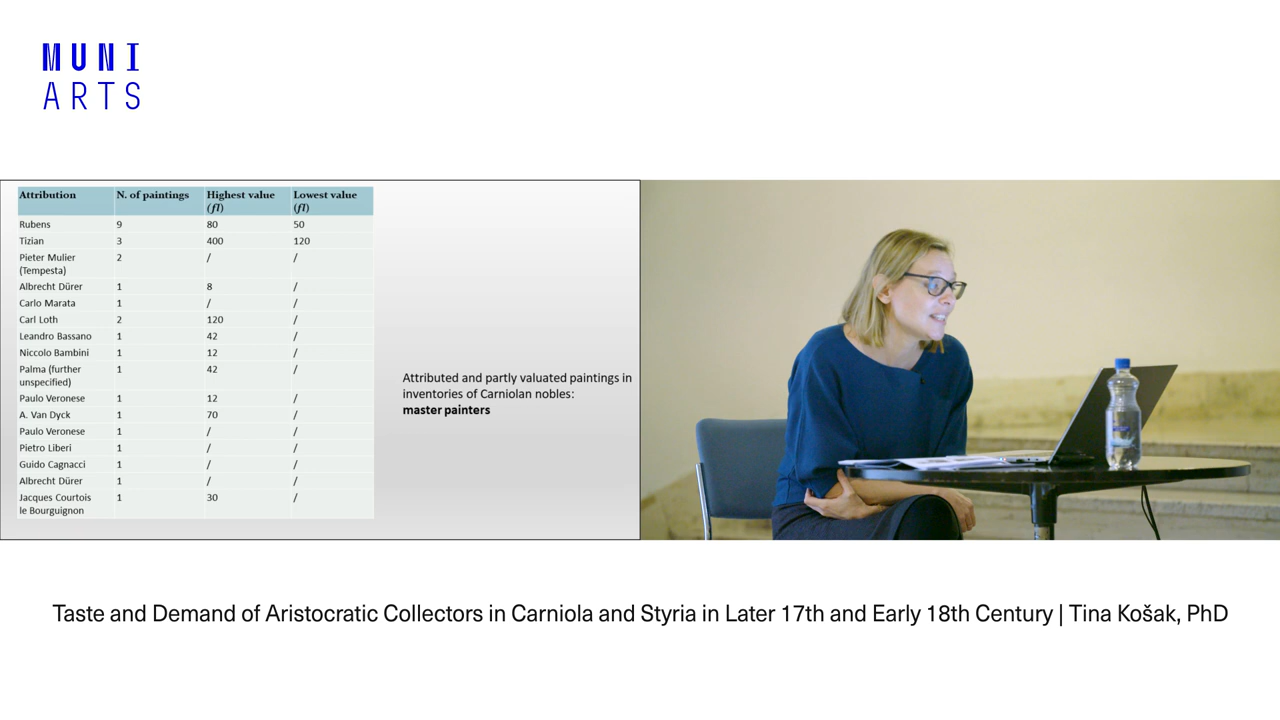 MUNI
ARTS
Attribution N. of paintings Highest value (fl) Lowest value (fl)
Rubens 9 80 50
Tizian 3 400 120
Pieter Mulier (Tempesta) 2 / /
Albrecht Dürer 1 8 /
Carlo Marata 1 / /
Carl Loth 2 120 /
Leandro Bassano 1 42 /
Niccolo Bambini 1 12 /
Palma (further unspecified) 1 42 /
Paulo Veronese 1 12 /
A. Van Dyck 1 70 /
Paulo Veronese 1 / /
Pietro Liberi 1 / /
Guido Cagnacci 1 / /
Albrecht Dürer 1 / /
Jacques Courtois le Bourguignon 1 30 /
Attributed and partly valuated paintings in
inventories of Carniolan nobles:
master painters
Taste and Demand of Aristocratic Collectors in Carniola and Styria in Later 17th and Early 18th Century | Tina Košak, PhD